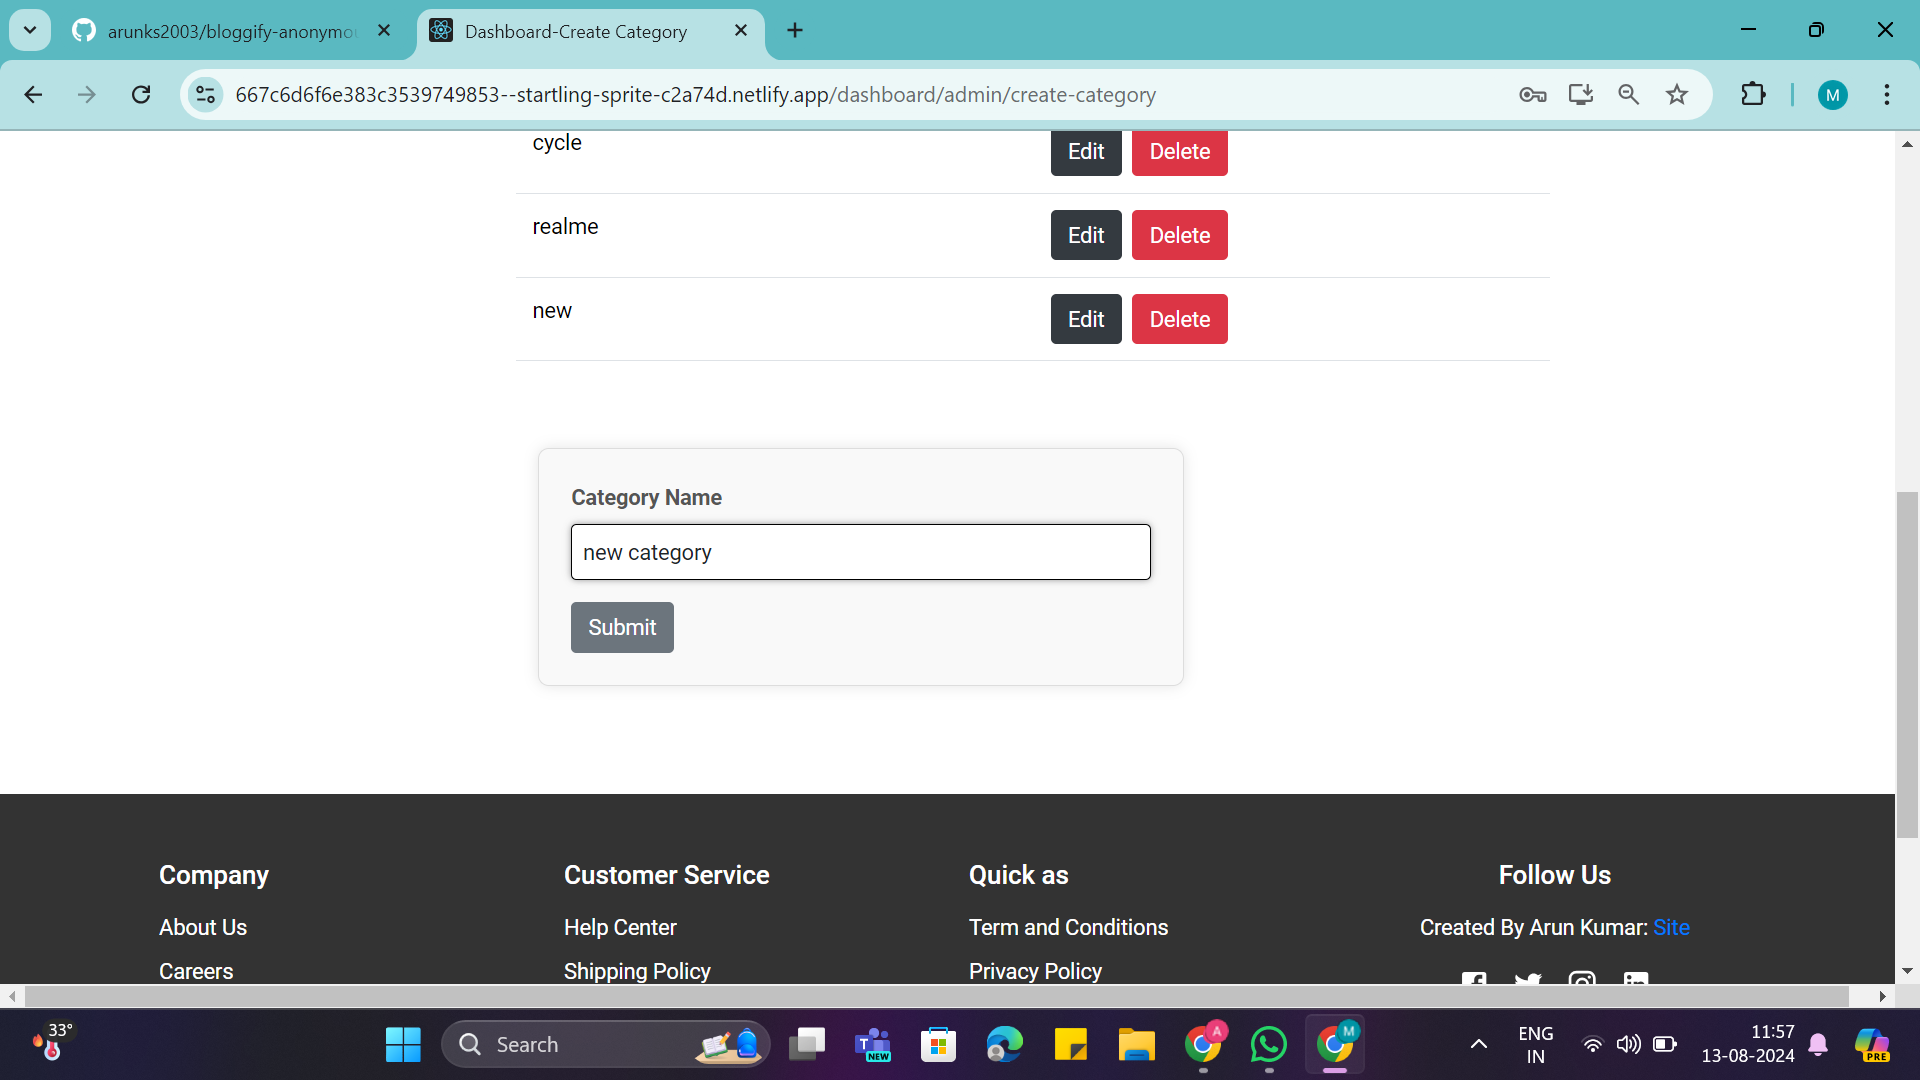 arunks2003/bloggify-anonymou
Dashboard-Create Category
667c6d6f6e383c3539749853--startling-sprite-c2a74d.netlify.app/dashboard/admin/create-category
M
cycle Edit Delete
realme Edit Delete
new Edit Delete
Category Name
new category
Submit
Company
About Us
Careers
Customer Service
Help Center
Shipping Policy
Quick as
Term and Conditions
Privacy Policy
Follow Us
Created By Arun Kumar: Site
33°
Search
T
NEW
A
M
ENG
IN
11:57
13-08-2024
PRE